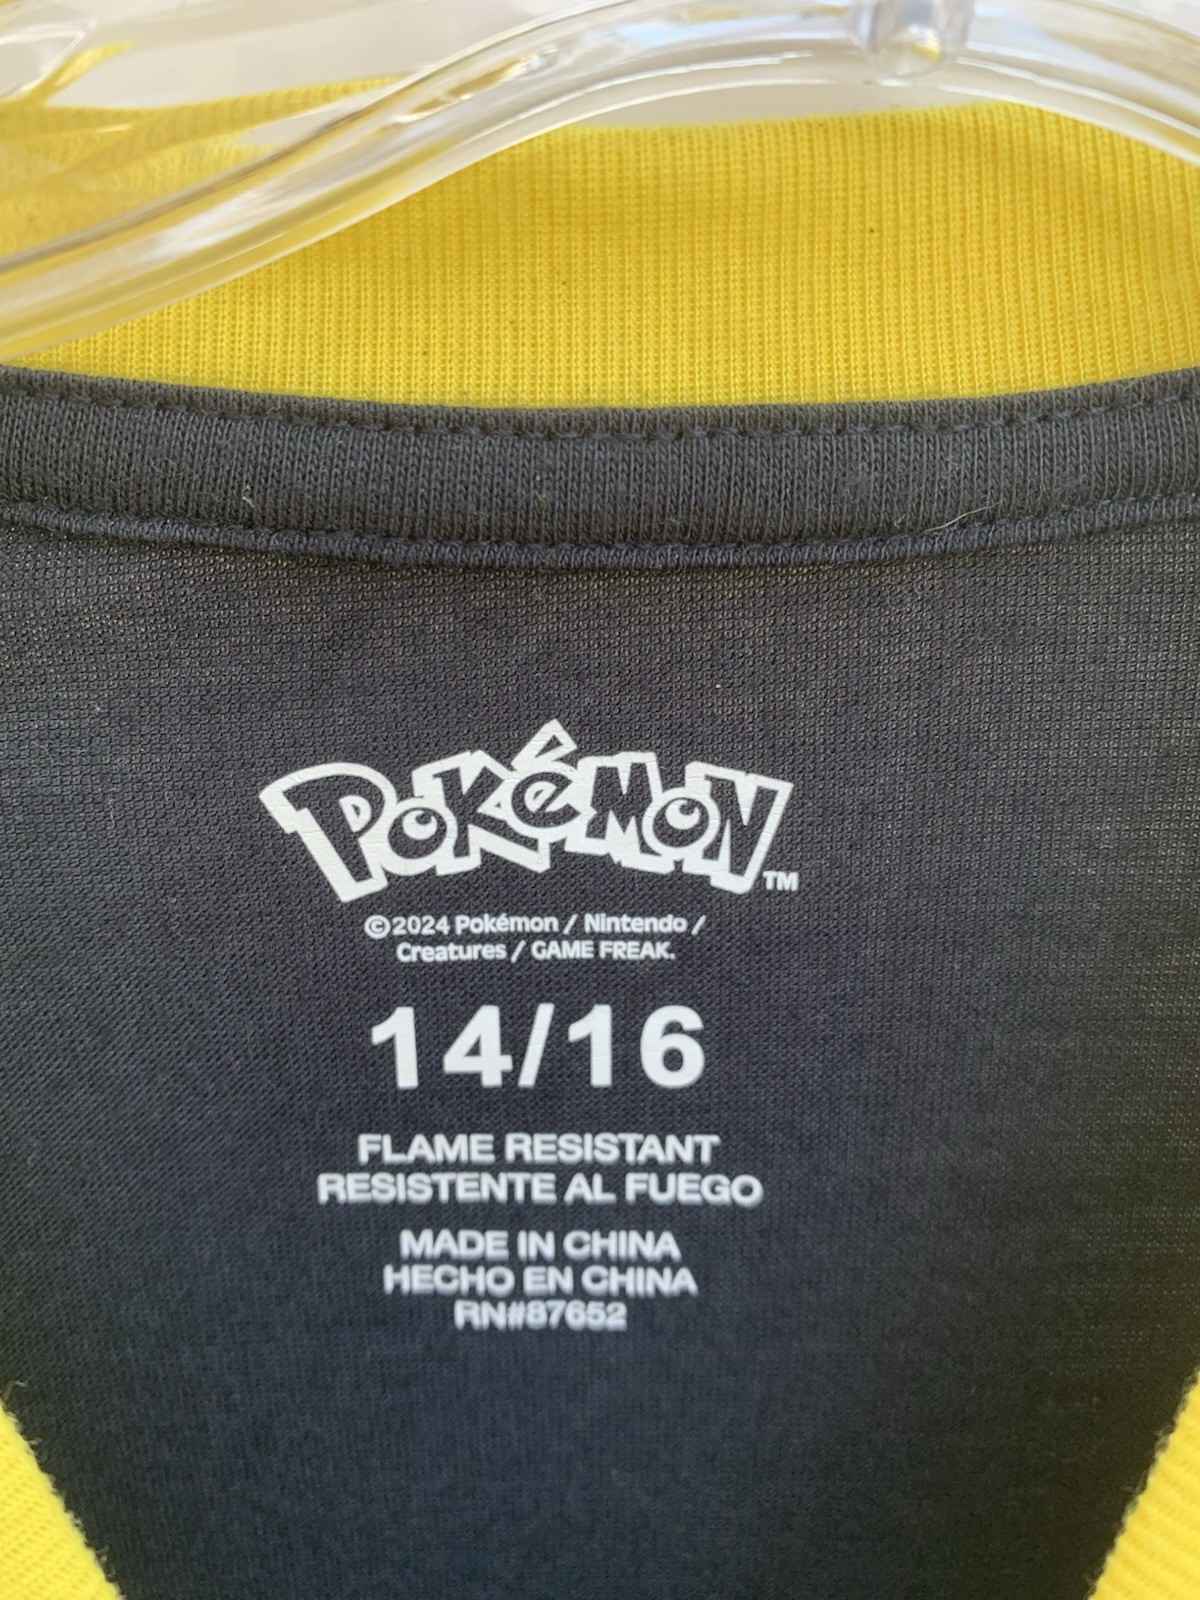 POKéMON™
©2024 Pokémon / Nintendo /
Creatures / GAME FREAK.
14/16
FLAME RESISTANT
RESISTENTE AL FUEGO
MADE IN CHINA
HECHO EN CHINA
RN#87652